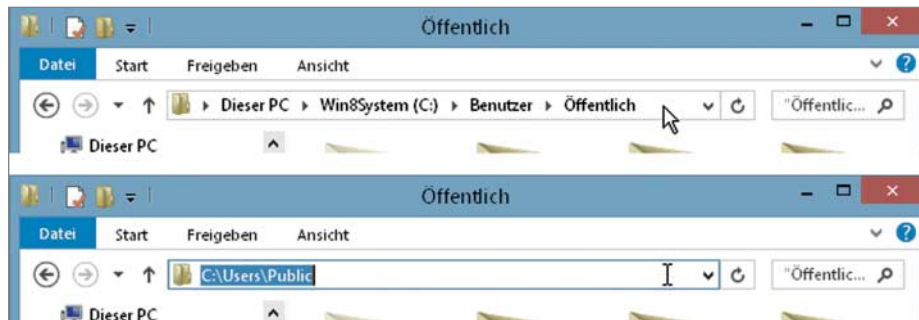 Öffentlich
Datei Start Freigeben Ansicht
Dieser PC Win8System (C:) Benutzer Öffentlich "Öffentlic...
Dieser PC
Öffentlich
Datei Start Freigeben Ansicht
C:\Users\Public "Öffentlic...
Dieser PC